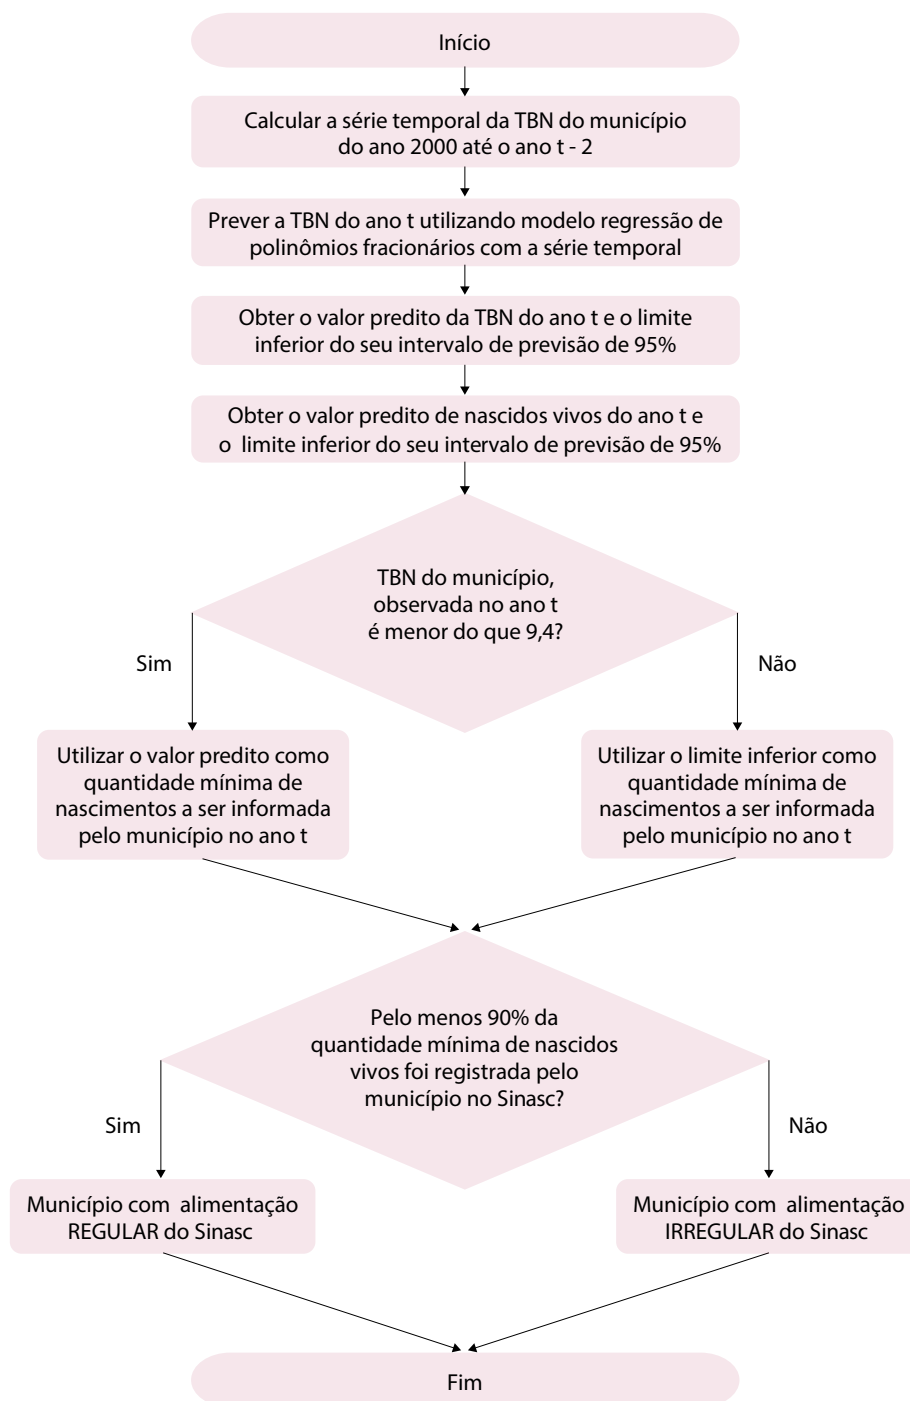 Início
Calcular a série temporal da TBN do município
do ano 2000 até o ano t - 2
Prever a TBN do ano t utilizando modelo regressão de
polinômios fracionários com a série temporal
Obter o valor predito da TBN do ano t e o limite
inferior do seu intervalo de previsão de 95%
Obter o valor predito de nascidos vivos do ano t e
o limite inferior do seu intervalo de previsão de 95%
TBN do município,
observada no ano t
é menor do que 9,4?
Sim
Não
Utilizar o valor predito como
quantidade mínima de
nascimentos a ser informada
pelo município no ano t
Utilizar o limite inferior como
quantidade mínima de
nascimentos a ser informada
pelo município no ano t
Pelo menos 90% da
quantidade mínima de nascidos
vivos foi registrada pelo
município no Sinasc?
Sim
Não
Município com alimentação
REGULAR do Sinasc
Município com alimentação
IRREGULAR do Sinasc
Fim